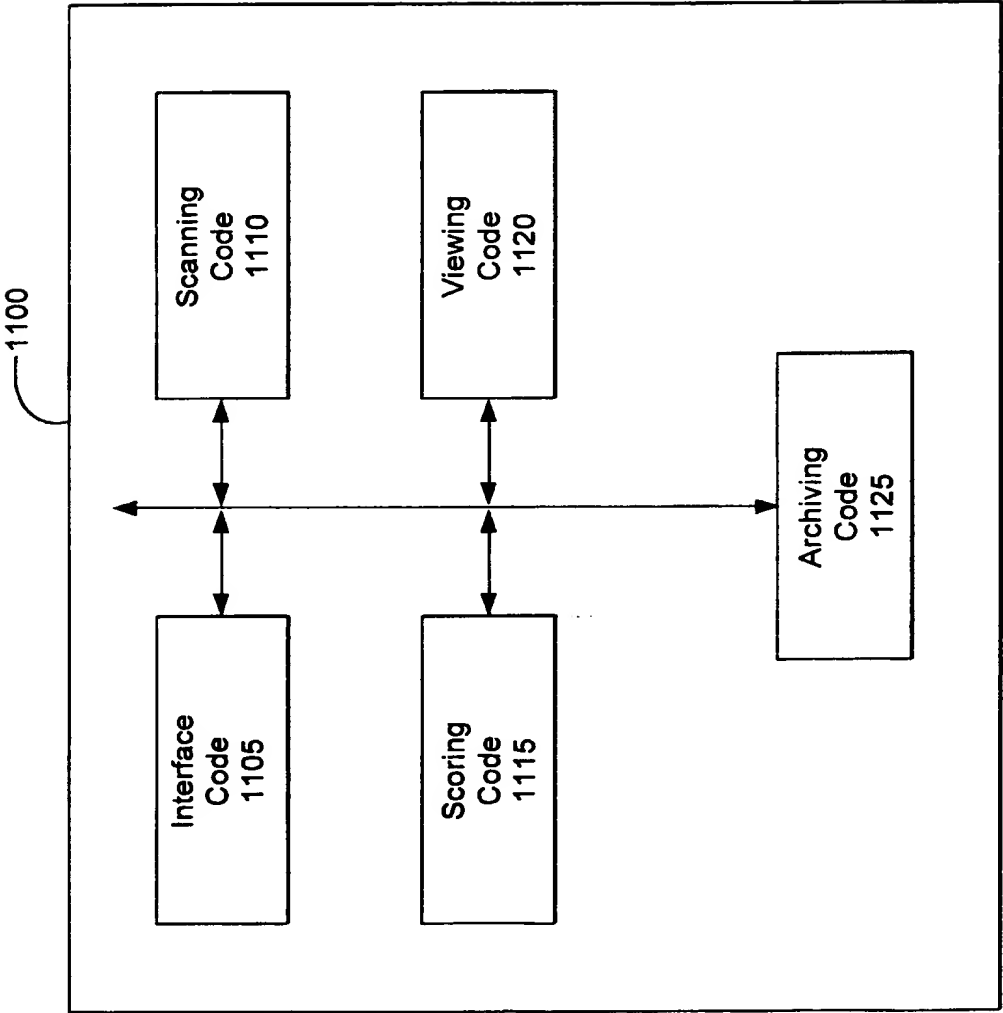 1100
Interface
Code
1105
Scanning
Code
1110
Scoring
Code
1115
Viewing
Code
1120
Archiving
Code
1125